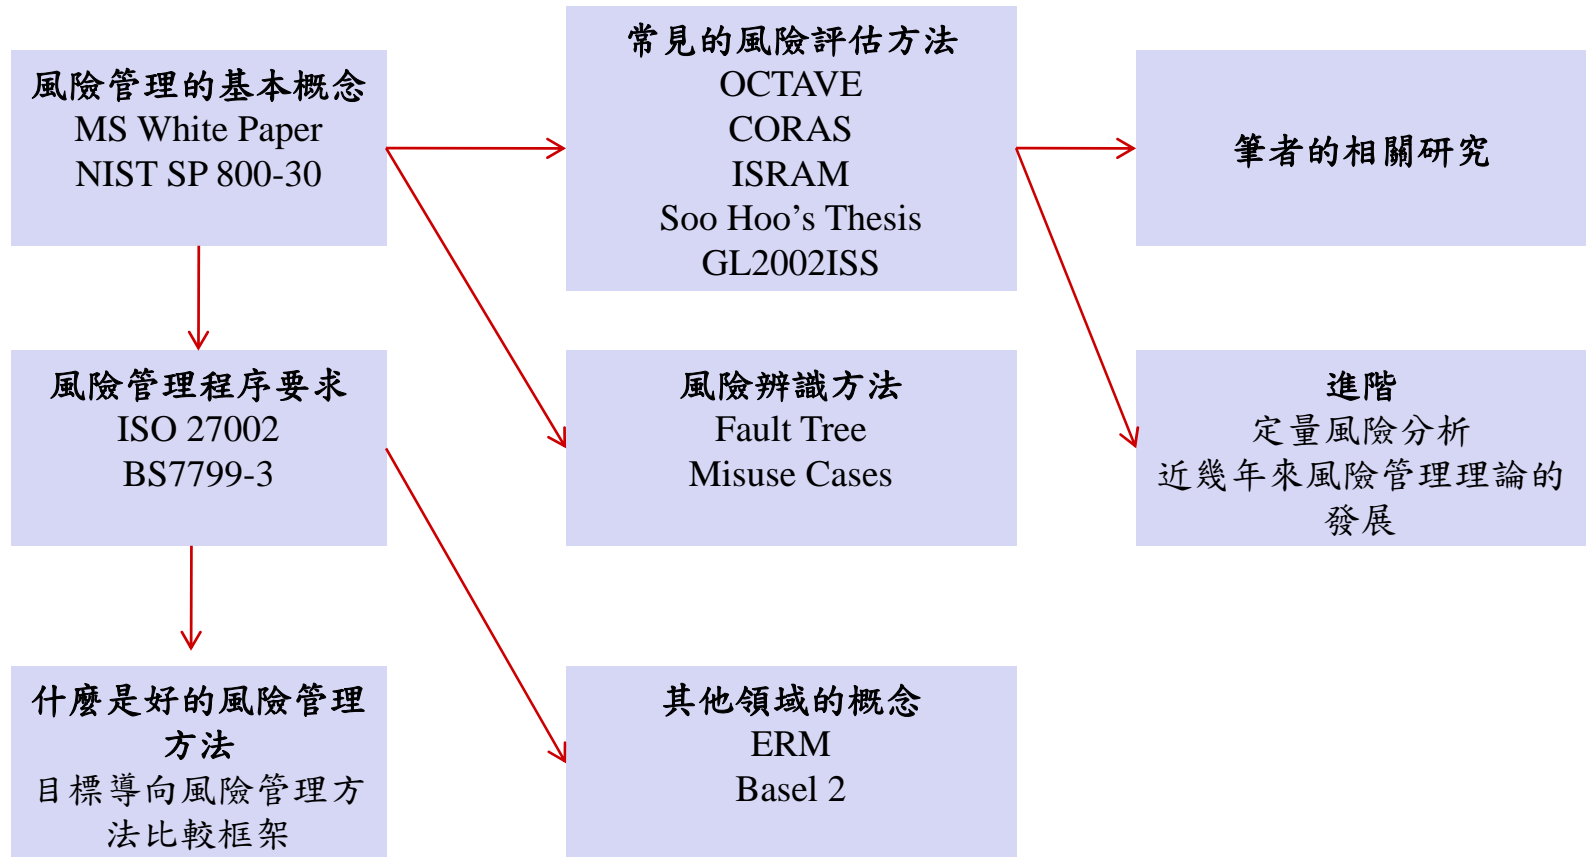 風險管理的基本概念
MS White Paper
NIST SP 800-30
常見的風險評估方法
OCTAVE
CORAS
ISRAM
Soo Hoo’s Thesis
GL2002ISS
筆者的相關研究
風險管理程序要求
ISO 27002
BS7799-3
風險辨識方法
Fault Tree
Misuse Cases
進階
定量風險分析
近幾年來風險管理理論的
發展
什麼是好的風險管理
方法
目標導向風險管理方
法比較框架
其他領域的概念
ERM
Basel 2